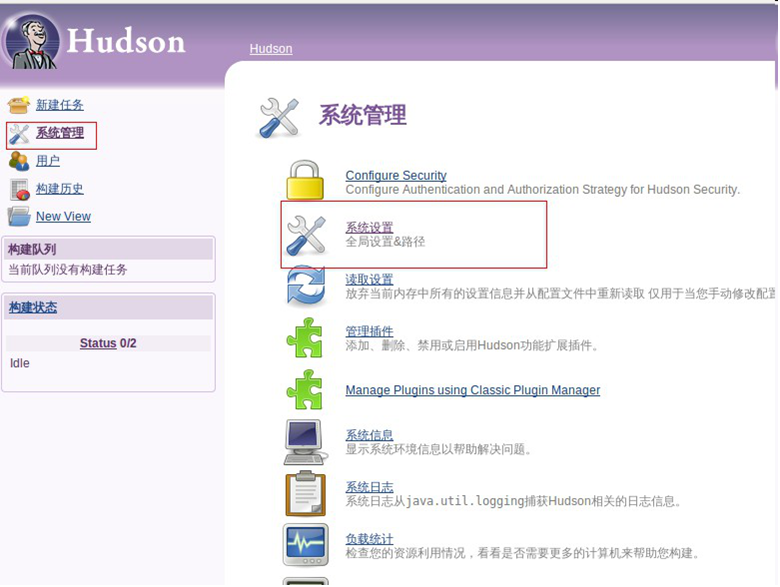 Hudson
Hudson
新建任务
系统管理
用户
构建历史
New View
构建队列
当前队列没有构建任务
构建状态
Status 0/2
Idle
系统管理
Configure Security
Configure Authentication and Authorization Strategy for Hudson Security.
系统设置
全局设置&路径
读取设置
放弃当前内存中所有的设置信息并从配置文件中重新读取 仅用于当您手动修改配置
管理插件
添加、删除、禁用或启用Hudson功能扩展插件。
Manage Plugins using Classic Plugin Manager
系统信息
显示系统环境信息以帮助解决问题。
系统日志
系统日志从java.util.logging捕获Hudson相关的日志信息。
负载统计
检查您的资源利用情况，看看是否需要更多的计算机来帮助您构建。